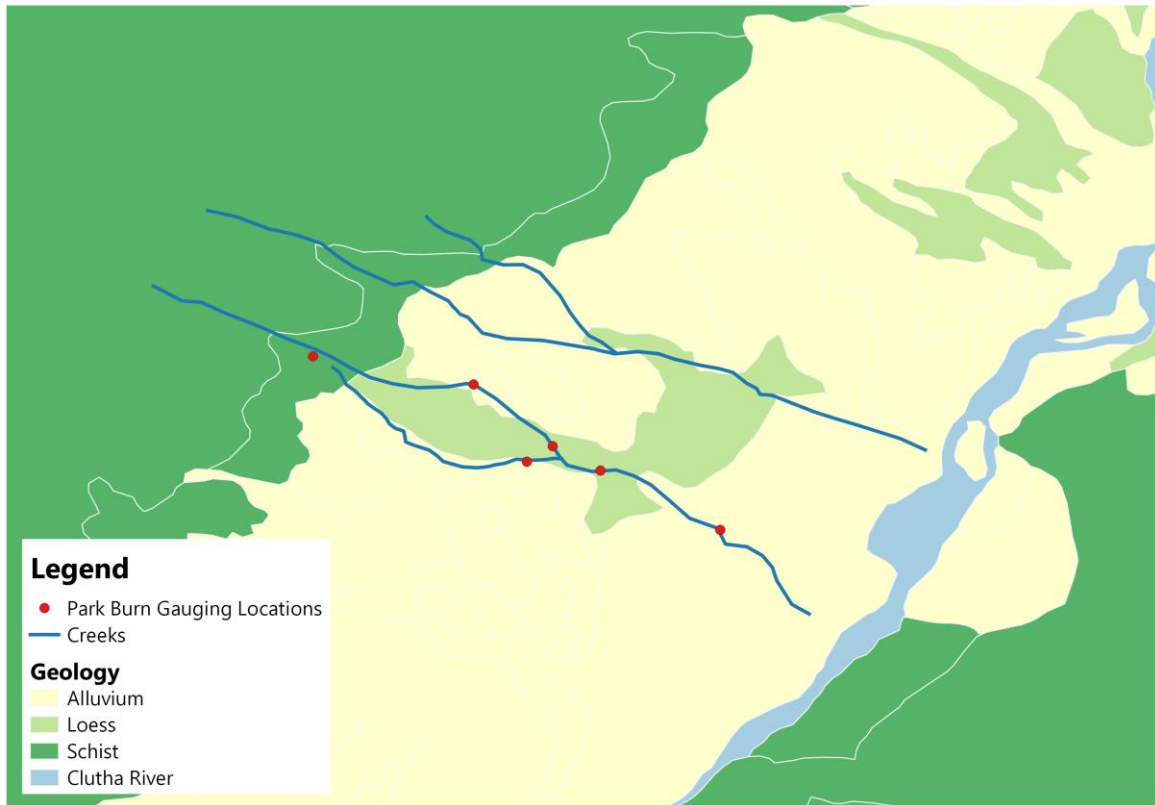 Legend
Park Burn Gauging Locations
Creeks
Geology
Alluvium
Loess
Schist
Clutha River